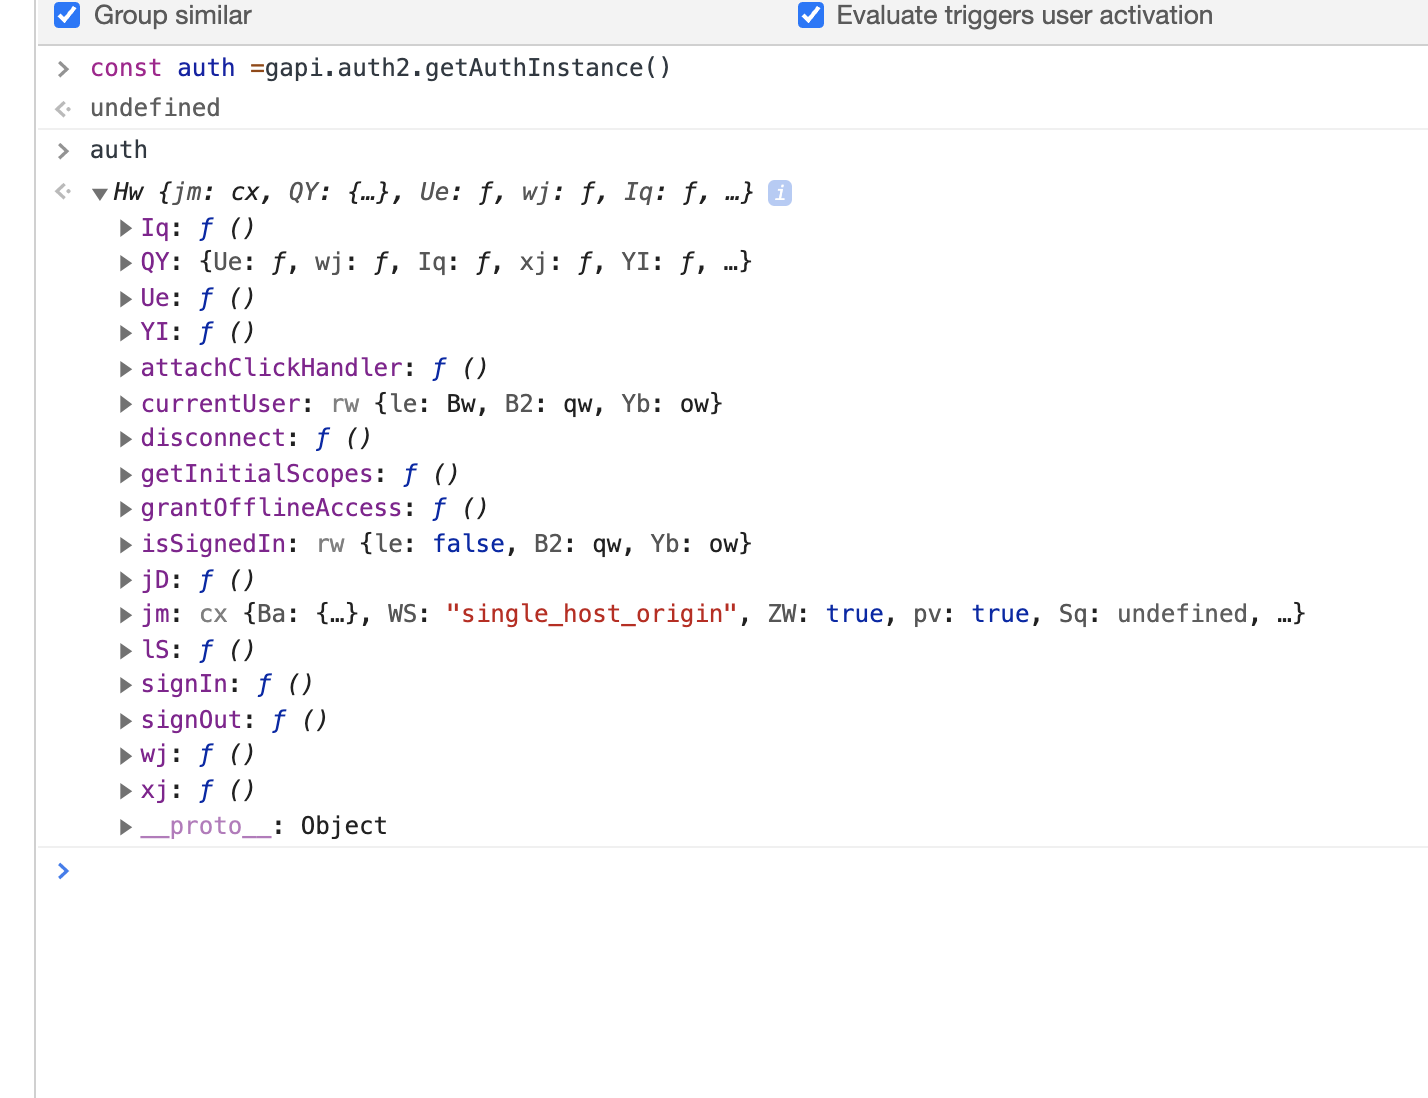 Group similar
Evaluate triggers user activation
> const auth =gapi.auth2.getAuthInstance()
undefined
> auth
Hw {jm: cx, QY: {…}, Ue: ƒ, wj: ƒ, Iq: ƒ, …} i
Iq: ƒ ()
QY: {Ue: ƒ, wj: ƒ, Iq: ƒ, xj: ƒ, YI: ƒ, …}
Ue: ƒ ()
YI: ƒ ()
attachClickHandler: ƒ ()
currentUser: rw {le: Bw, B2: qw, Yb: ow}
disconnect: ƒ ()
getInitialScopes: ƒ ()
grantOfflineAccess: ƒ ()
isSignedIn: rw {le: false, B2: qw, Yb: ow}
jD: ƒ ()
jm: cx {Ba: {…}, WS: "single_host_origin", ZW: true, pv: true, Sq: undefined, …}
lS: ƒ ()
signIn: ƒ ()
signOut: ƒ ()
wj: ƒ ()
xj: ƒ ()
__proto__: Object
>